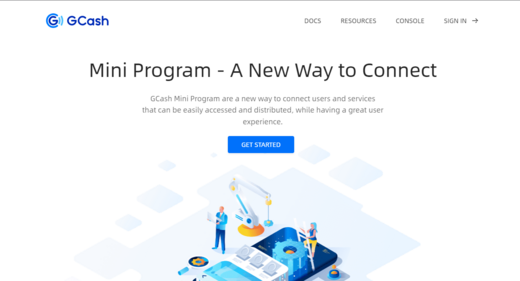 GCash
DOCS
RESOURCES
CONSOLE
SIGN IN
Mini Program - A New Way to Connect
GCash Mini Program are a new way to connect users and services
that can be easily accessed and distributed, while having a great user
experience.
GET STARTED